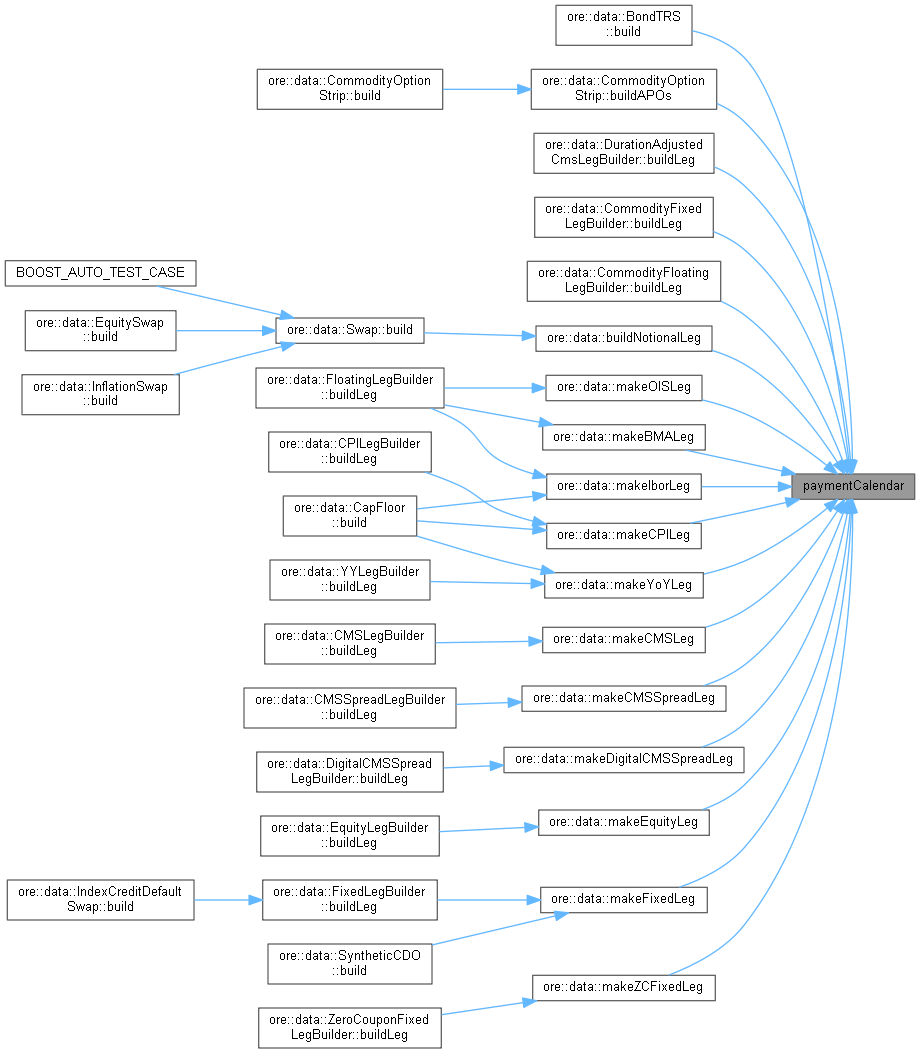 ore::data::BondTRS
::build
ore::data::CommodityOption
Strip::build
ore::data::CommodityOption
Strip::buildAPOs
ore::data::DurationAdjusted
CmsLegBuilder::buildLeg
ore::data::CommodityFixed
LegBuilder::buildLeg
ore::data::CommodityFloating
LegBuilder::buildLeg
BOOST_AUTO_TEST_CASE
ore::data::EquitySwap
::build
ore::data::InflationSwap
::build
ore::data::Swap::build
ore::data::buildNotionalLeg
ore::data::FloatingLegBuilder
::buildLeg
ore::data::makeOISLeg
ore::data::makeBMALeg
ore::data::CPILegBuilder
::buildLeg
ore::data::makeIborLeg
paymentCalendar
ore::data::CapFloor
::build
ore::data::makeCPILeg
ore::data::YYLegBuilder
::buildLeg
ore::data::makeYoYLeg
ore::data::CMSLegBuilder
::buildLeg
ore::data::makeCMSLeg
ore::data::CMSSpreadLegBuilder
::buildLeg
ore::data::makeCMSSpreadLeg
ore::data::DigitalCMSSpread
LegBuilder::buildLeg
ore::data::makeDigitalCMSSpreadLeg
ore::data::EquityLegBuilder
::buildLeg
ore::data::makeEquityLeg
ore::data::IndexCreditDefault
Swap::build
ore::data::FixedLegBuilder
::buildLeg
ore::data::makeFixedLeg
ore::data::SyntheticCDO
::build
ore::data::makeZCFixedLeg
ore::data::ZeroCouponFixed
LegBuilder::buildLeg